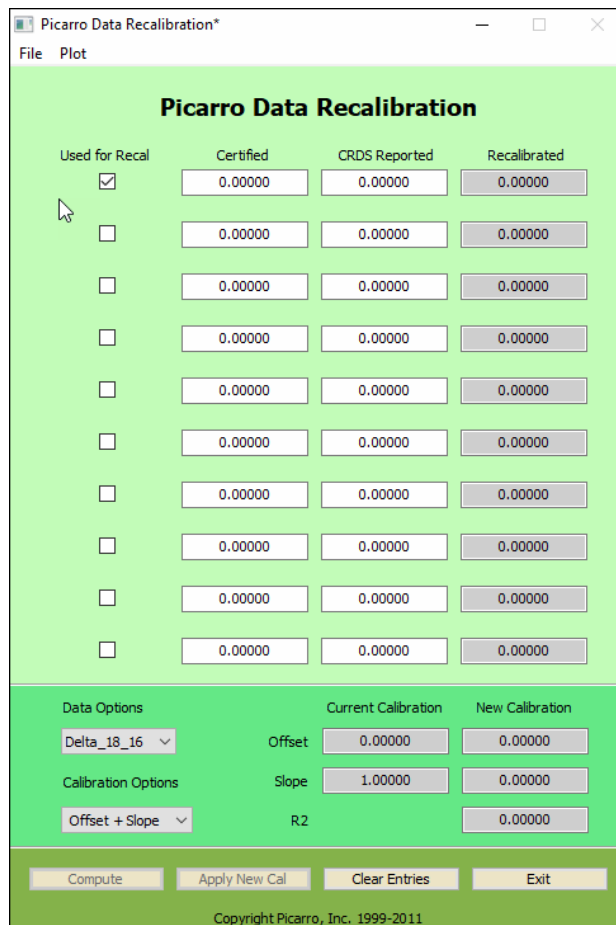 Picarro Data Recalibration*
File Plot
Picarro Data Recalibration
Used for Recal Certified CRDS Reported Recalibrated
0.00000 0.00000 0.00000
0.00000 0.00000 0.00000
0.00000 0.00000 0.00000
0.00000 0.00000 0.00000
0.00000 0.00000 0.00000
0.00000 0.00000 0.00000
0.00000 0.00000 0.00000
0.00000 0.00000 0.00000
0.00000 0.00000 0.00000
0.00000 0.00000 0.00000
Data Options Current Calibration New Calibration
Delta_18_16 Offset 0.00000 0.00000
Calibration Options Slope 1.00000 0.00000
Offset + Slope R2 0.00000
Compute Apply New Cal Clear Entries Exit
Copyright Picarro, Inc. 1999-2011